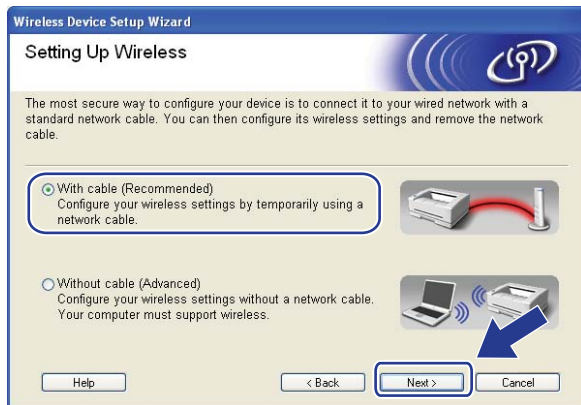 Wireless Device Setup Wizard
Setting Up Wireless
The most secure way to configure your device is to connect it to your wired network with a
standard network cable. You can then configure its wireless settings and remove the network
cable.
With cable (Recommended)
Configure your wireless settings by temporarily using a
network cable.
Without cable (Advanced)
Configure your wireless settings without a network cable.
Your computer must support wireless.
Help
< Back
Next >
Cancel